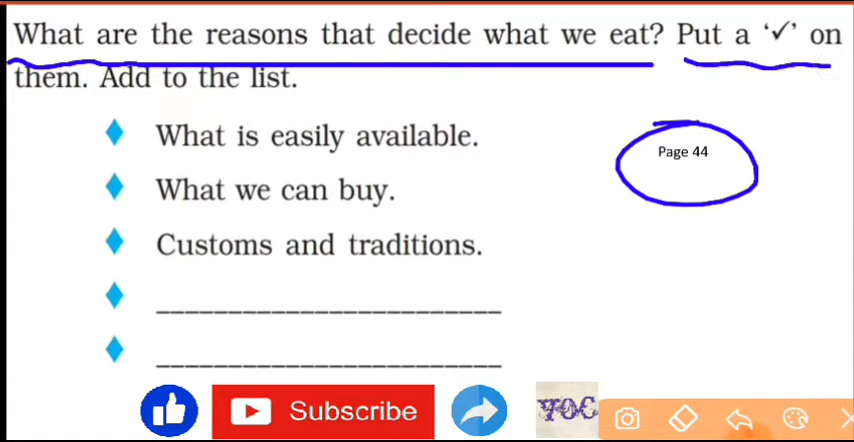 What are the reasons that decide what we eat? Put a ‘✓’ on
them. Add to the list.
What is easily available.
Page 44
What we can buy.
Customs and traditions.
Subscribe
YOC